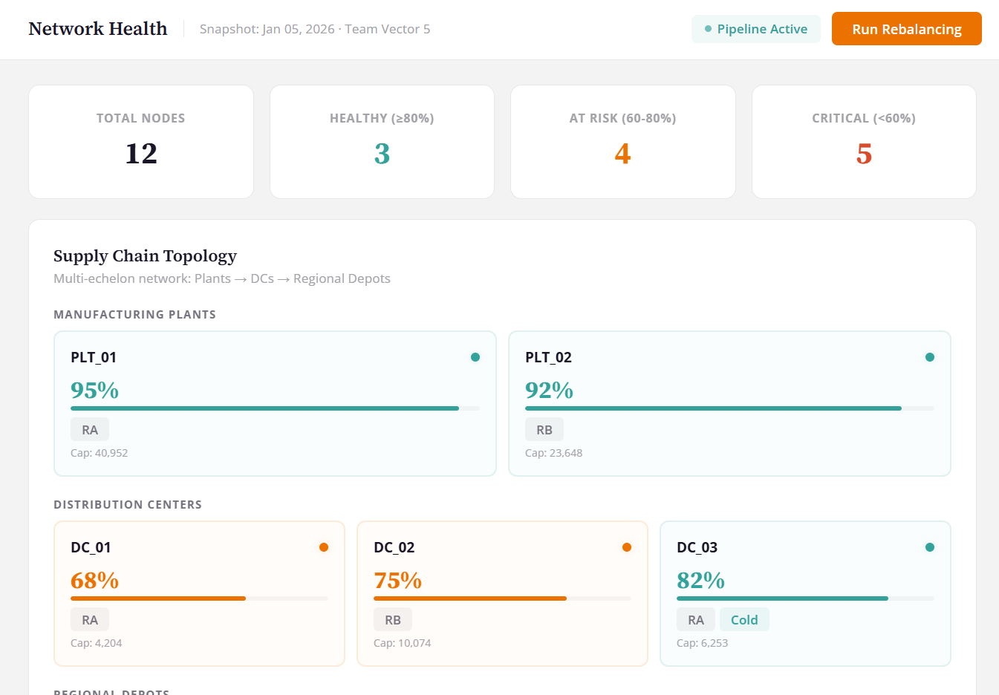 Network Health
Snapshot: Jan 05, 2026 · Team Vector 5
Pipeline Active
Run Rebalancing
TOTAL NODES
12
HEALTHY (≥80%)
3
AT RISK (60-80%)
4
CRITICAL (<60%)
5
Supply Chain Topology
Multi-echelon network: Plants → DCs → Regional Depots
MANUFACTURING PLANTS
PLT_01
95%
RA
Cap: 40,952
PLT_02
92%
RB
Cap: 23,648
DISTRIBUTION CENTERS
DC_01
68%
RA
Cap: 4,204
DC_02
75%
RB
Cap: 10,074
DC_03
82%
RA Cold
Cap: 6,253
REGIONAL DEPOTS